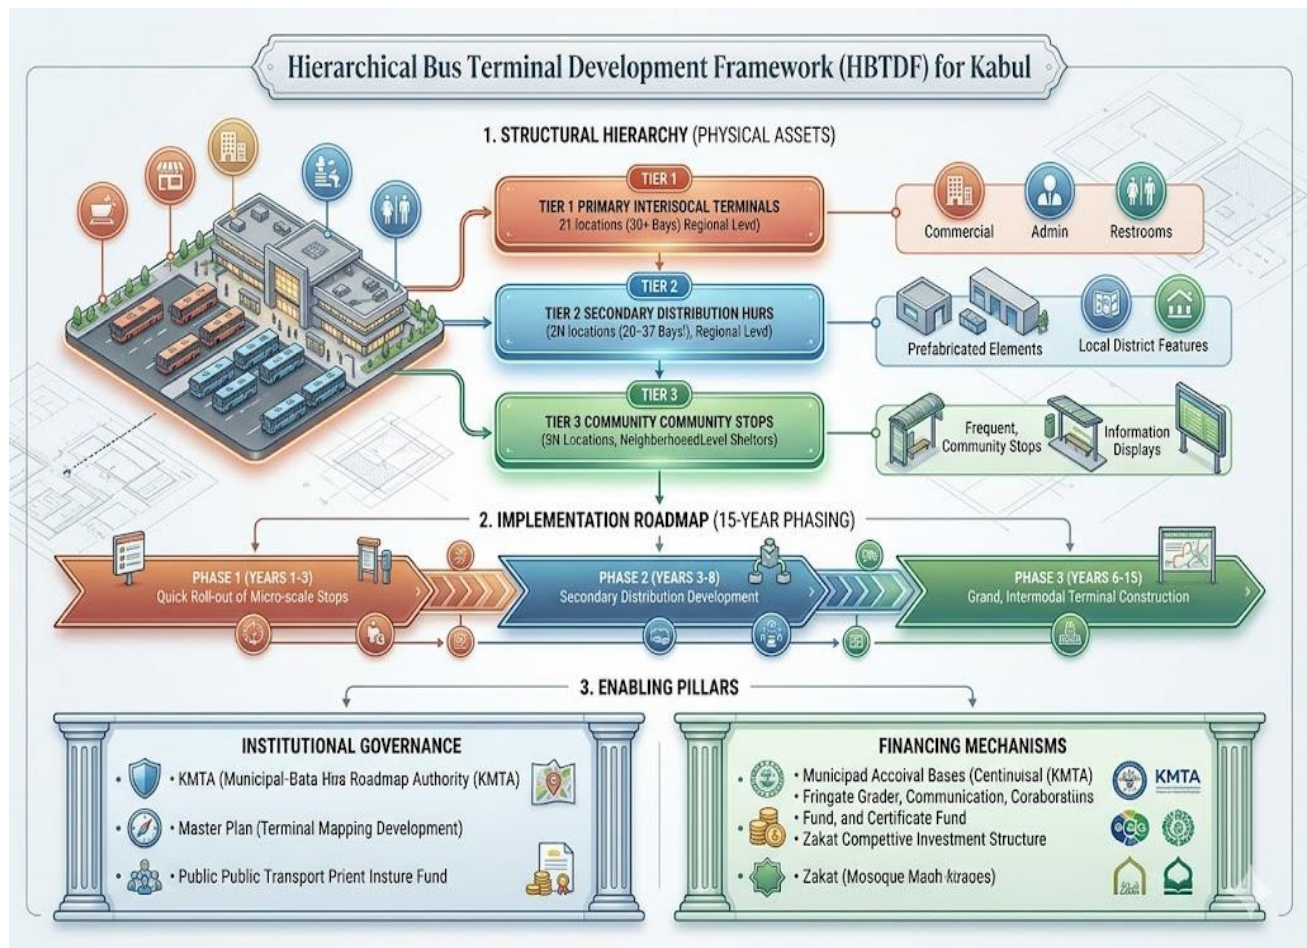 Hierarchical Bus Terminal Development Framework (HBTDF) for Kabul
1. STRUCTURAL HIERARCHY (PHYSICAL ASSETS)
TIER 1
TIER 1 PRIMARY INTERISOCAL TERMINALS
21 locations (30+ Bays) Regional Levd)
Commercial
Admin
Restrooms
TIER 2
TIER 2 SECONDARY DISTRIBUTION HURS
(2N locations (20-37 Bays!), Regional Levd)
Prefabricated Elements
Local District Features
TIER 3
TIER 3 COMMUNITY COMMUNITY STOPS
(3N Locations, NeighberhoeedLevel Sheltors)
Frequent,
Community Stops
Information
Displays
2. IMPLEMENTATION ROADMAP (15-YEAR PHASING)
PHASE 1 (YEARS 1-3)
Quick Roll-out of Micro-scale Stops
PHASE 2 (YEARS 3-8)
Secondary Distribution Development
PHASE 3 (YEARS 6-15)
Grand, Intermodal Terminal Construction
3. ENABLING PILLARS
INSTITUTIONAL GOVERNANCE
• KMTA (Municipal-Bata Hırs Roadmap Authority (KMTA)
• Master Plan (Terminal Mapping Development)
• Public Public Transport Prient Insture Fund
FINANCING MECHANISMS
• Municipad Accoival Bases (Centinuisal (KMTA)
• Fringate Grader, Communication, Coraboratiins
• Fund, and Certificate Fund
• Zakat Compettive Investment Structure
• Zakat (Mosque Maoh
KMTA